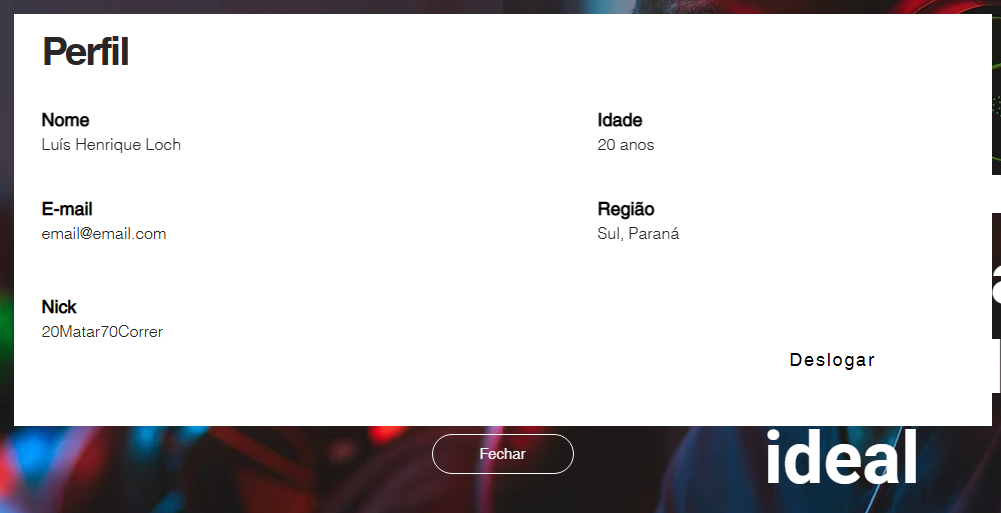 Perfil
Nome
Luís Henrique Loch
Idade
20 anos
E-mail
email@email.com
Região
Sul, Paraná
Nick
20Matar70Correr
Deslogar
Fechar
ideal